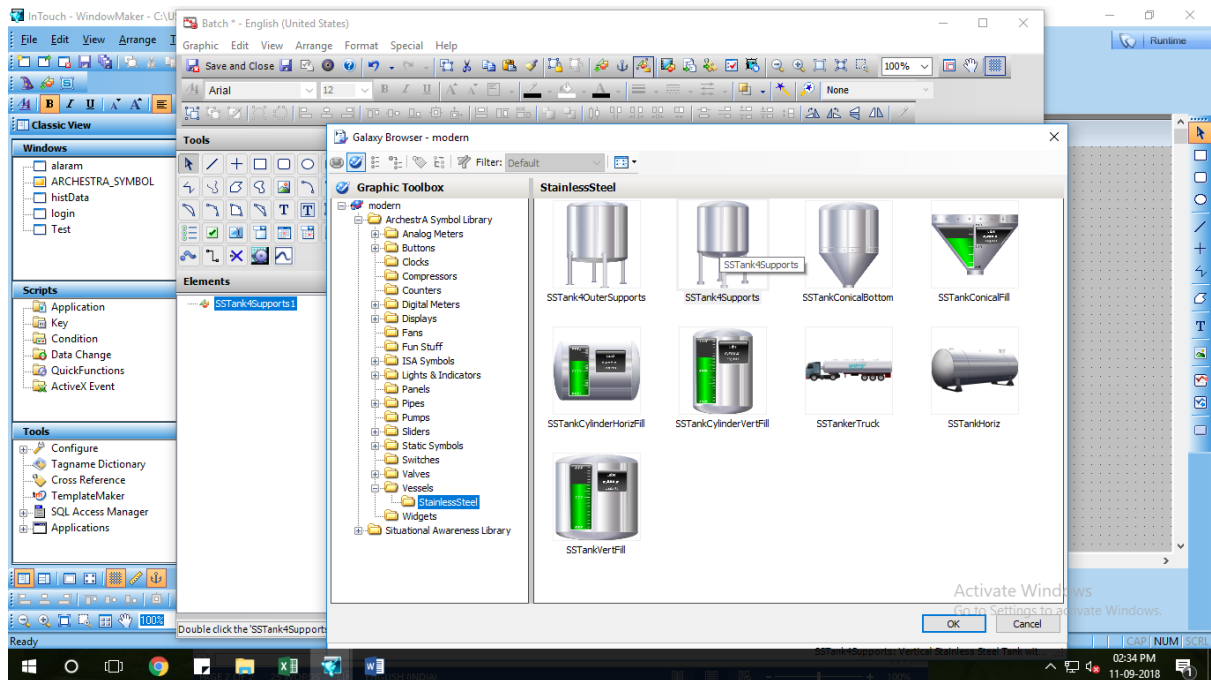 InTouch - WindowMaker - C:\U
File Edit View Arrange T
Classic View
Windows
alaram
ARCHESTRA_SYMBOL
histData
login
Test
Scripts
Application
Key
Condition
Data Change
QuickFunctions
ActiveX Event
Tools
Configure
Tagname Dictionary
Cross Reference
TemplateMaker
SQL Access Manager
Applications
100%
Ready
Batch * - English (United States)
Graphic Edit View Arrange Format Special Help
Save and Close
100%
Arial 12 B I U None
Tools
Elements
SSTank4Supports1
Double click the 'SSTank4Support
Runtime
Galaxy Browser - modern
Filter: Default
Graphic Toolbox
modern
ArchestrA Symbol Library
Analog Meters
Buttons
Clocks
Compressors
Counters
Digital Meters
Displays
Fans
Fun Stuff
ISA Symbols
Lights & Indicators
Panels
Pipes
Pumps
Sliders
Static Symbols
Switches
Valves
Vessels
StainlessSteel
Widgets
Situational Awareness Library
StainlessSteel
SSTank4OuterSupports SSTank4Supports SSTankConicalBottom SSTankConicalFill
SSTank4Supports
SSTankCylinderHorizFill SSTankCylinderVertFill SSTankerTruck SSTankHoriz
SSTankVertFill
OK Cancel
Activate Windows
Go to Settings to activate Windows.
SSTank4Supports: Vertical Stainless Steel Tank wit...
CAP NUM SCRL
02:34 PM
11-09-2018